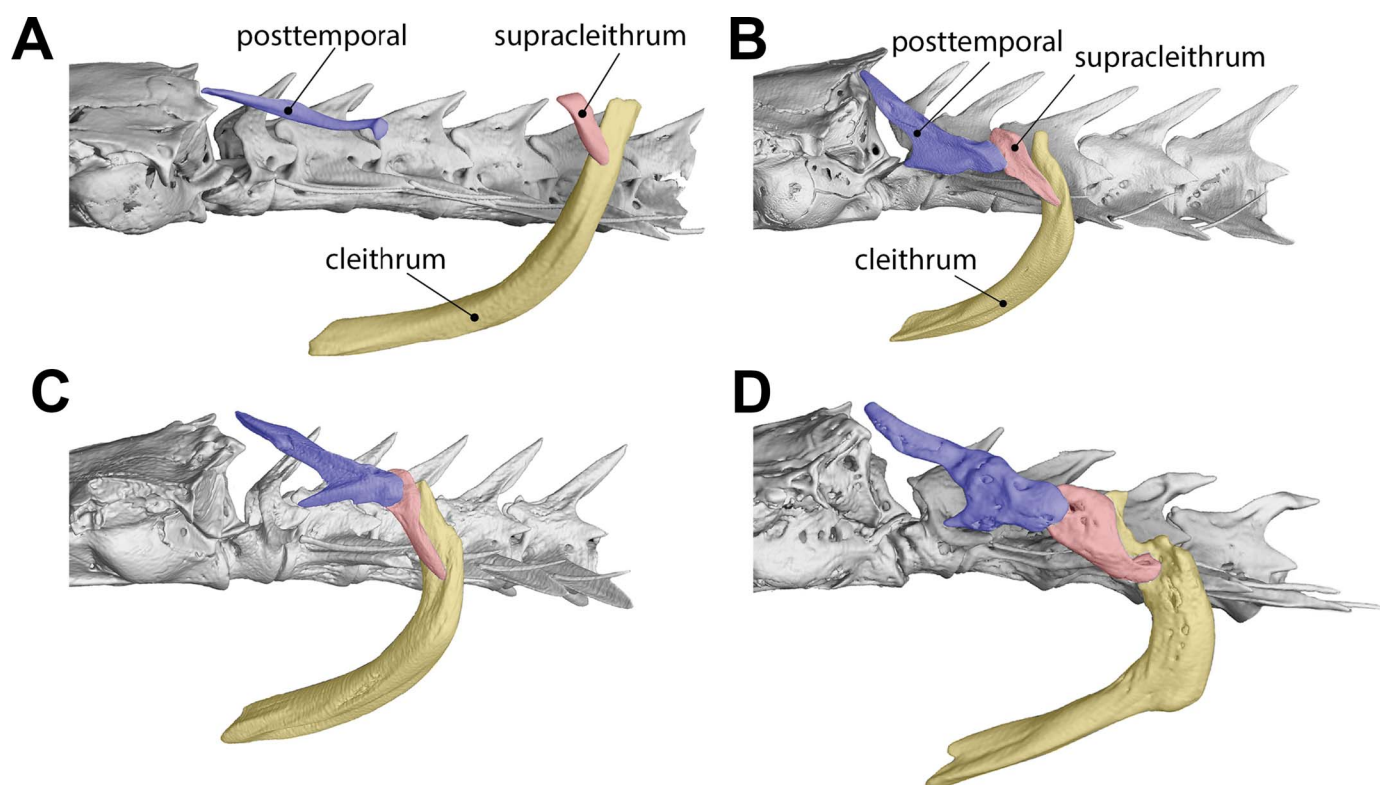 A
posttemporal
supracleithrum
cleithrum
B
posttemporal
supracleithrum
cleithrum
C
D